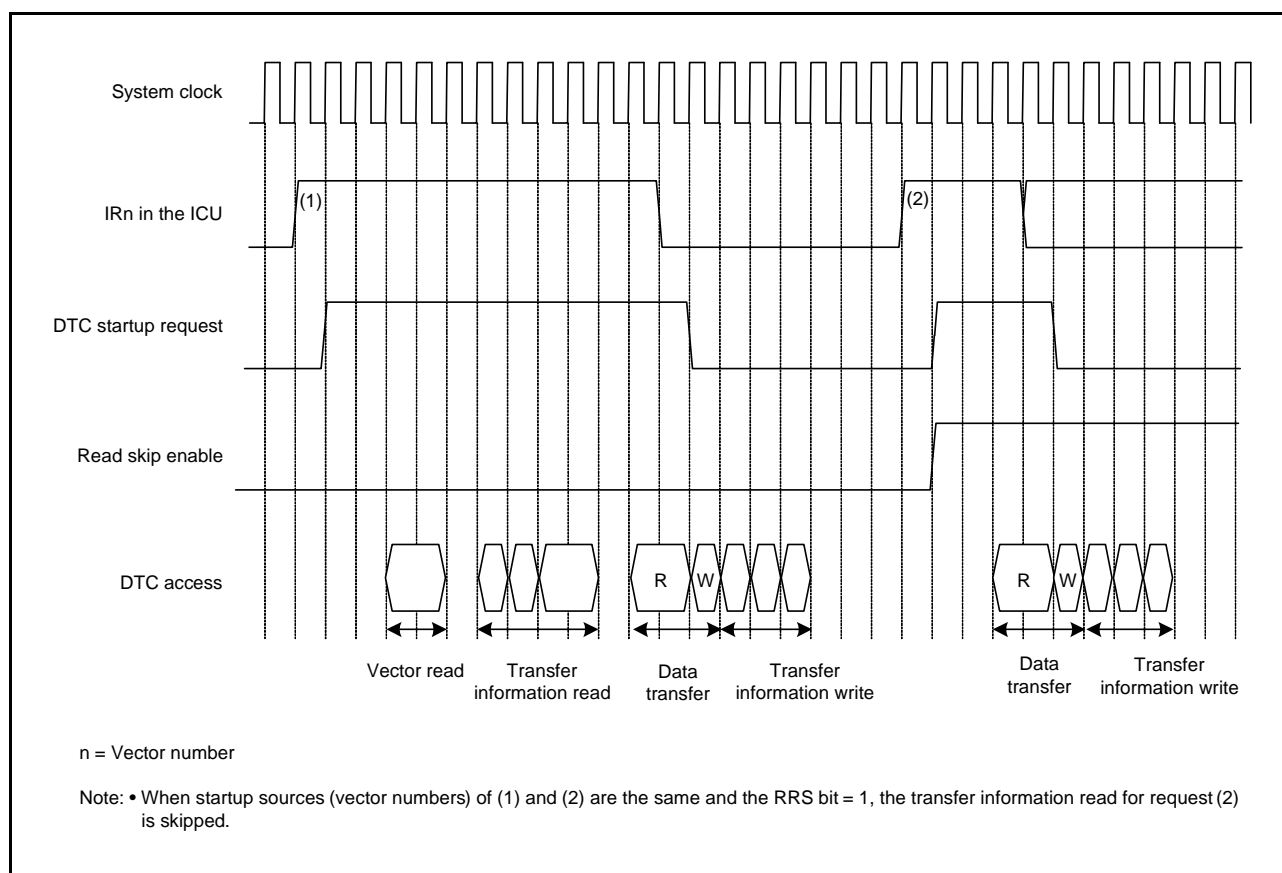 System clock
IRn in the ICU
(1)
(2)
DTC startup request
Read skip enable
DTC access
R
W
R
W
Vector read
Transfer
information read
Data
transfer
Transfer
information write
Data
transfer
Transfer
information write
n = Vector number
Note: • When startup sources (vector numbers) of (1) and (2) are the same and the RRS bit = 1, the transfer information read for request (2)
is skipped.